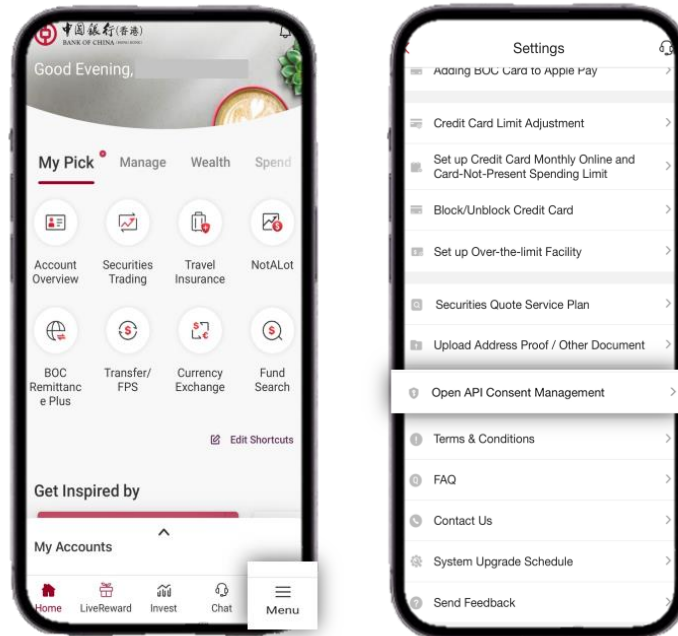 中國銀行(香港)
BANK OF CHINA (HONG KONG)
Good Evening,
My Pick
Manage
Wealth
Spend
Account
Overview
Securities
Trading
Travel
Insurance
NotALot
BOC
Remittanc
e Plus
Transfer/
FPS
Currency
Exchange
Fund
Search
Edit Shortcuts
Get Inspired by
My Accounts
Home
LiveReward
Invest
Chat
Menu
Settings
Adding BOC Card to Apple Pay
Credit Card Limit Adjustment
Set up Credit Card Monthly Online and
Card-Not-Present Spending Limit
Block/Unblock Credit Card
Set up Over-the-limit Facility
Securities Quote Service Plan
Upload Address Proof / Other Document
Open API Consent Management
Terms & Conditions
FAQ
Contact Us
System Upgrade Schedule
Send Feedback